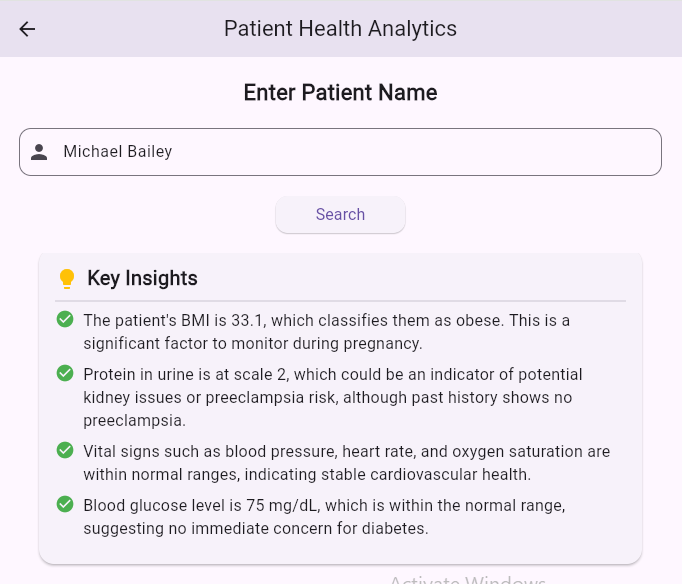 Patient Health Analytics
Enter Patient Name
Michael Bailey
Search
Key Insights
The patient's BMI is 33.1, which classifies them as obese. This is a
significant factor to monitor during pregnancy.
Protein in urine is at scale 2, which could be an indicator of potential
kidney issues or preeclampsia risk, although past history shows no
preeclampsia.
Vital signs such as blood pressure, heart rate, and oxygen saturation are
within normal ranges, indicating stable cardiovascular health.
Blood glucose level is 75 mg/dL, which is within the normal range,
suggesting no immediate concern for diabetes.
Activate Windows